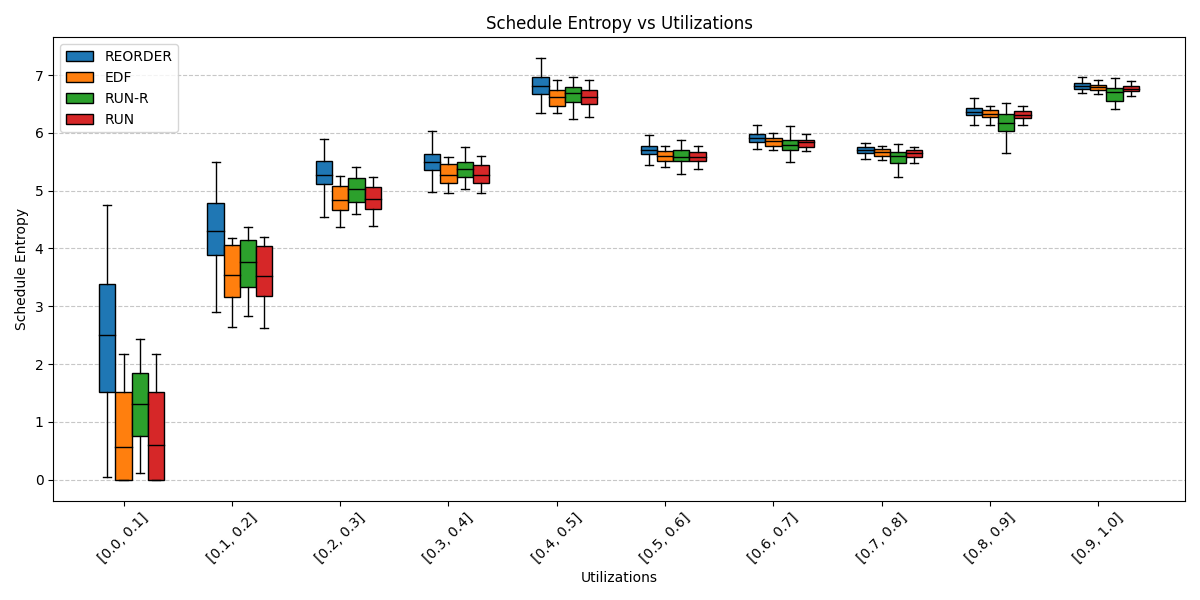 Schedule Entropy vs Utilizations
REORDER
EDF
RUN-R
RUN
Schedule Entropy
7
6
5
4
3
2
1
0
[0.0, 0.1]
[0.1, 0.2]
[0.2, 0.3]
[0.3, 0.4]
[0.4, 0.5]
[0.5, 0.6]
[0.6, 0.7]
[0.7, 0.8]
[0.8, 0.9]
[0.9, 1.0]
Utilizations